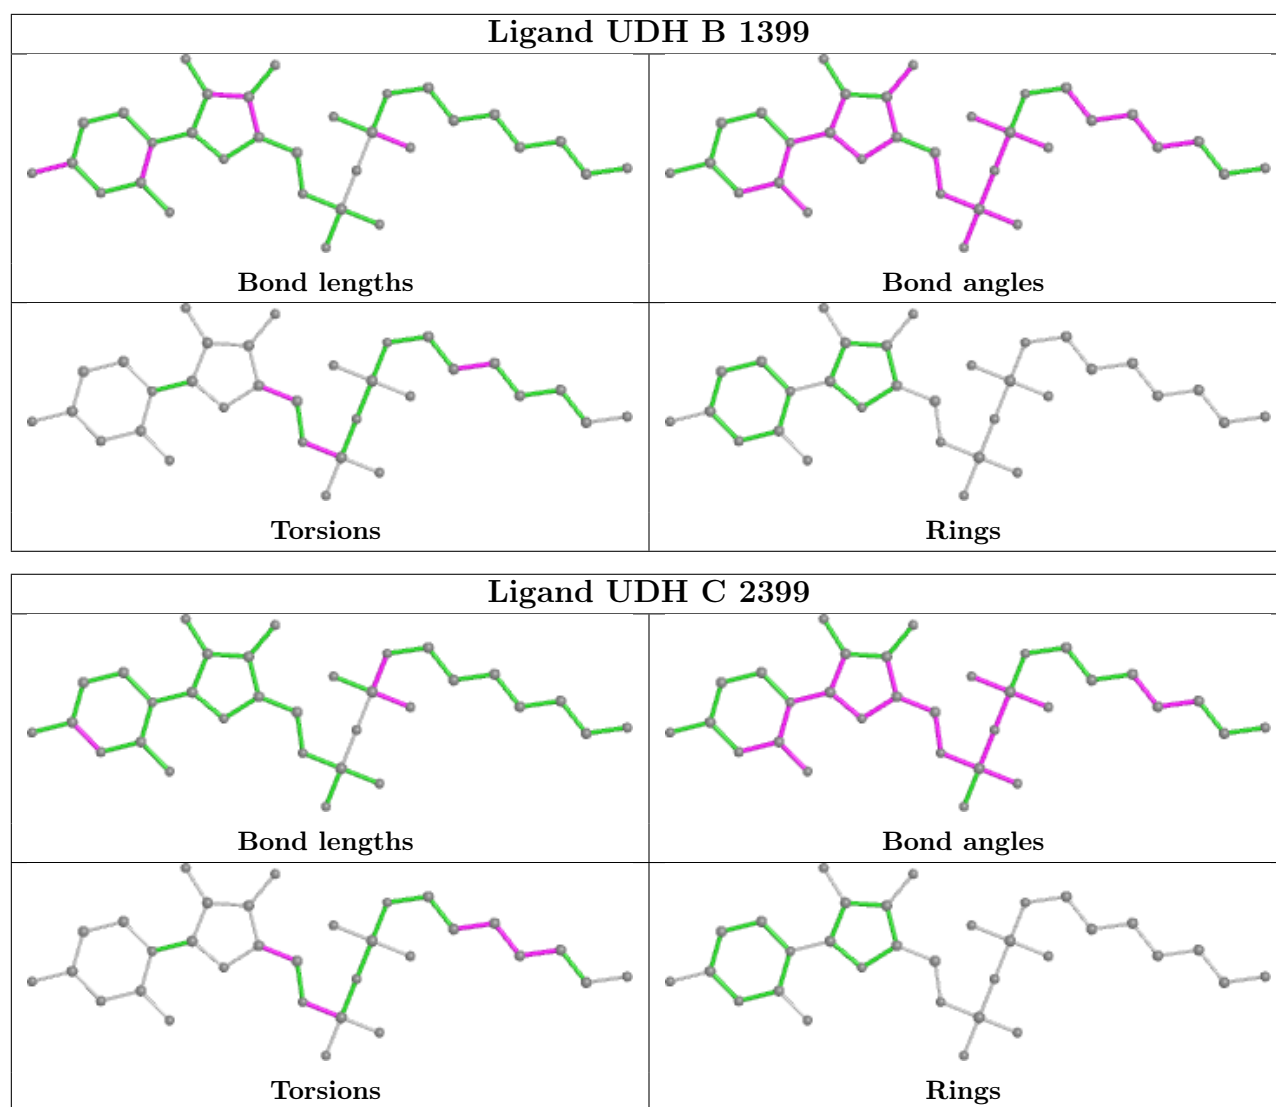 Ligand UDH B 1399
Bond lengths
Bond angles
Torsions
Rings
Ligand UDH C 2399
Bond lengths
Bond angles
Torsions
Rings